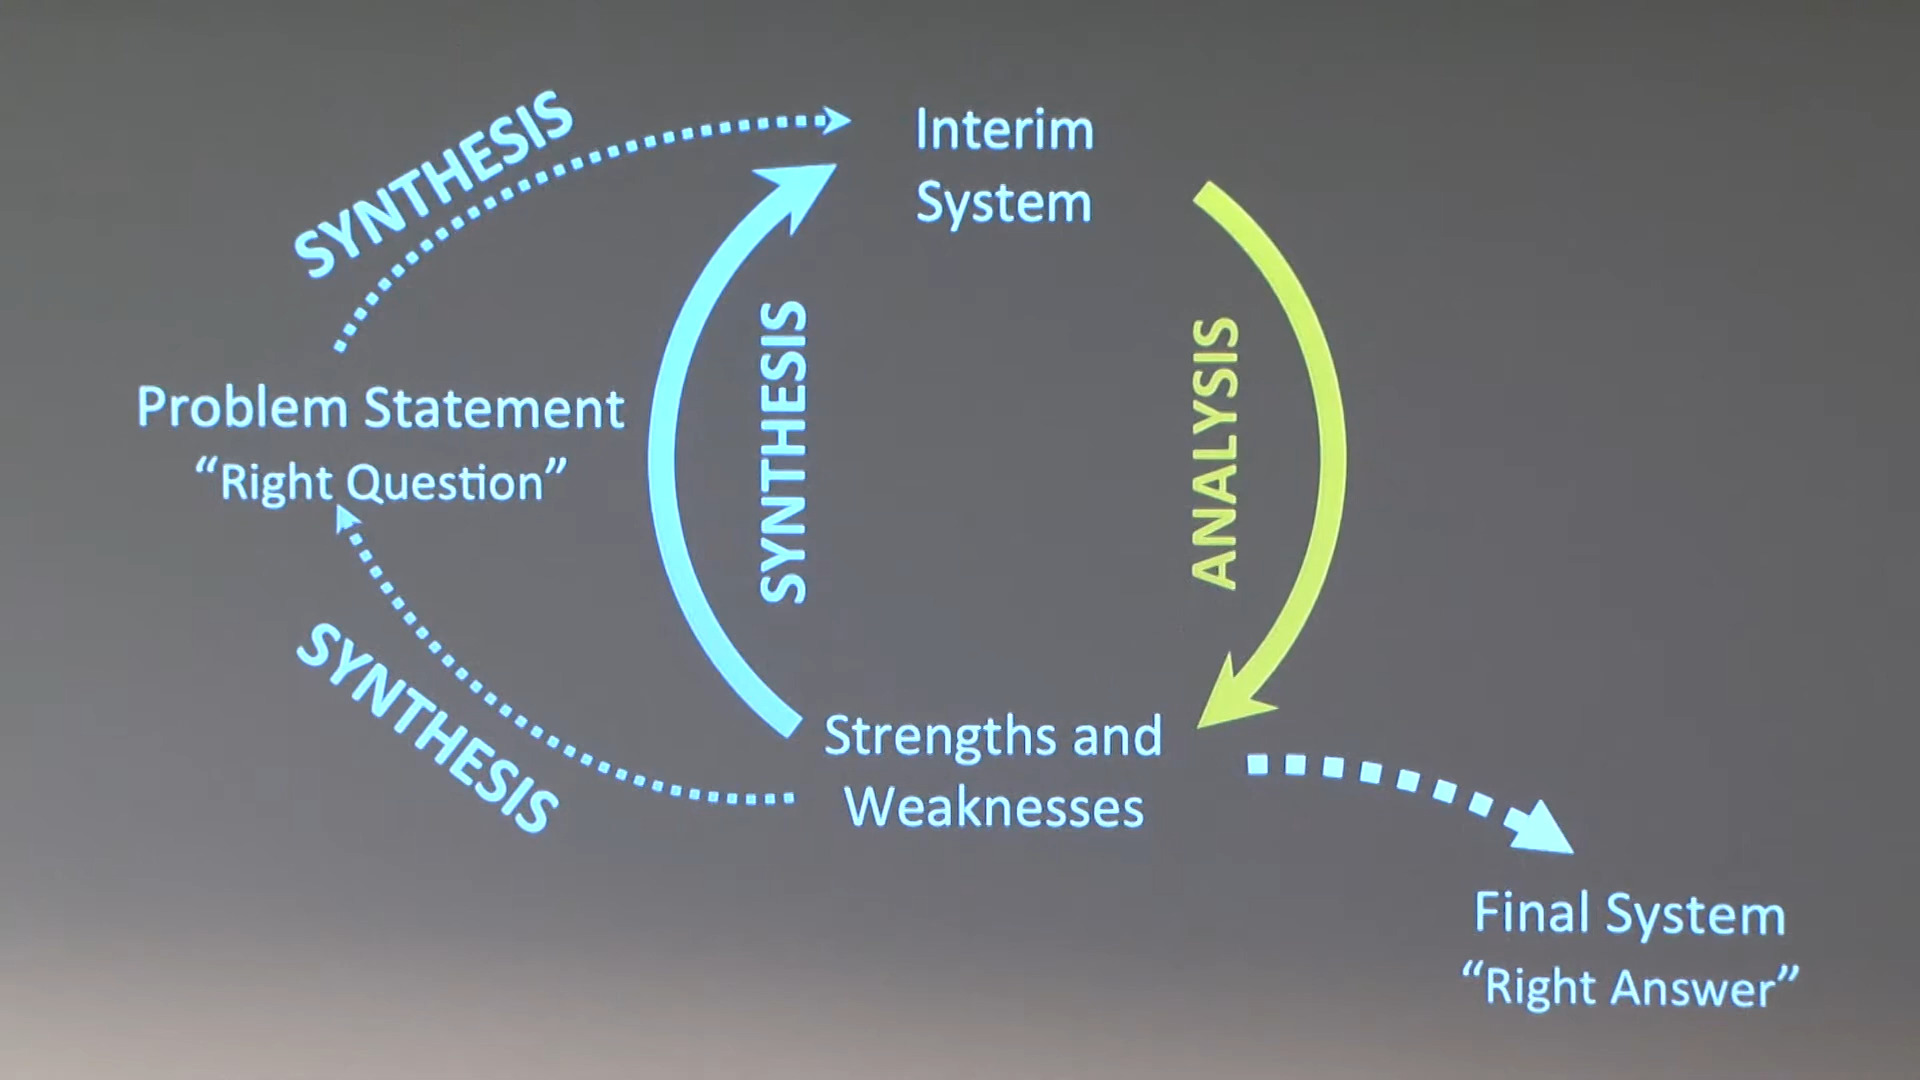 SYNTHESIS
Interim
System
SYNTHESIS
ANALYSIS
Problem Statement
“Right Question”
SYNTHESIS
Strengths and
Weaknesses
Final System
“Right Answer”